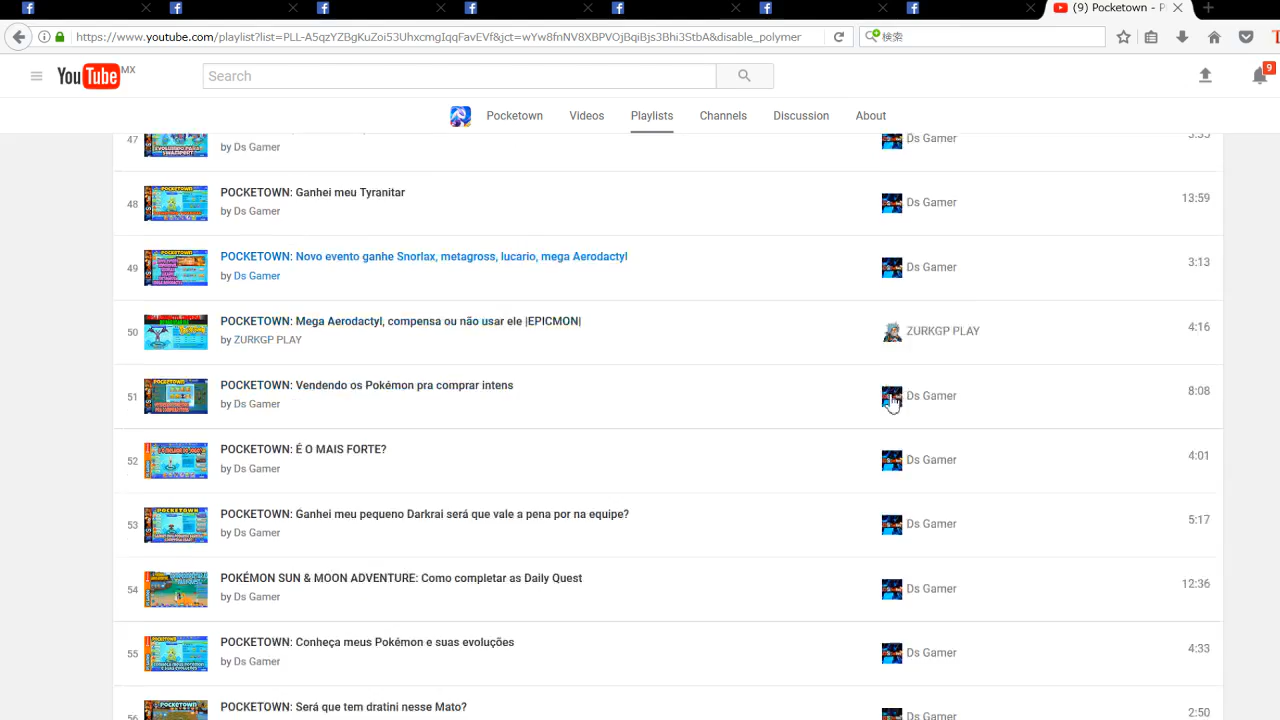 (9) Pocketown - P
https://www.youtube.com/playlist?list=PLL-A5qzYZBgKuZoi53UhxcmgIqqFavEVf&jct=wYw8fnNV8XBPVOjBqiBjs3Bhi3StbA&disable_polymer
検索
YouTube MX
Search
9
Pocketown Videos Playlists Channels Discussion About
47
by Ds Gamer
Ds Gamer
48
POCKETOWN: Ganhei meu Tyranitar
by Ds Gamer
Ds Gamer
13:59
49
POCKETOWN: Novo evento ganhe Snorlax, metagross, lucario, mega Aerodactyl
by Ds Gamer
Ds Gamer
3:13
50
POCKETOWN: Mega Aerodactyl, compensa ou não usar ele |EPICMON|
by ZURKGP PLAY
ZURKGP PLAY
4:16
51
POCKETOWN: Vendendo os Pokémon pra comprar intens
by Ds Gamer
Ds Gamer
8:08
52
POCKETOWN: É O MAIS FORTE?
by Ds Gamer
Ds Gamer
4:01
53
POCKETOWN: Ganhei meu pequeno Darkrai será que vale a pena por na equipe?
by Ds Gamer
Ds Gamer
5:17
54
POKÉMON SUN & MOON ADVENTURE: Como completar as Daily Quest
by Ds Gamer
Ds Gamer
12:36
55
POCKETOWN: Conheça meus Pokémon e suas evoluções
by Ds Gamer
Ds Gamer
4:33
56
POCKETOWN: Será que tem dratini nesse Mato?
Ds Gamer
2:50